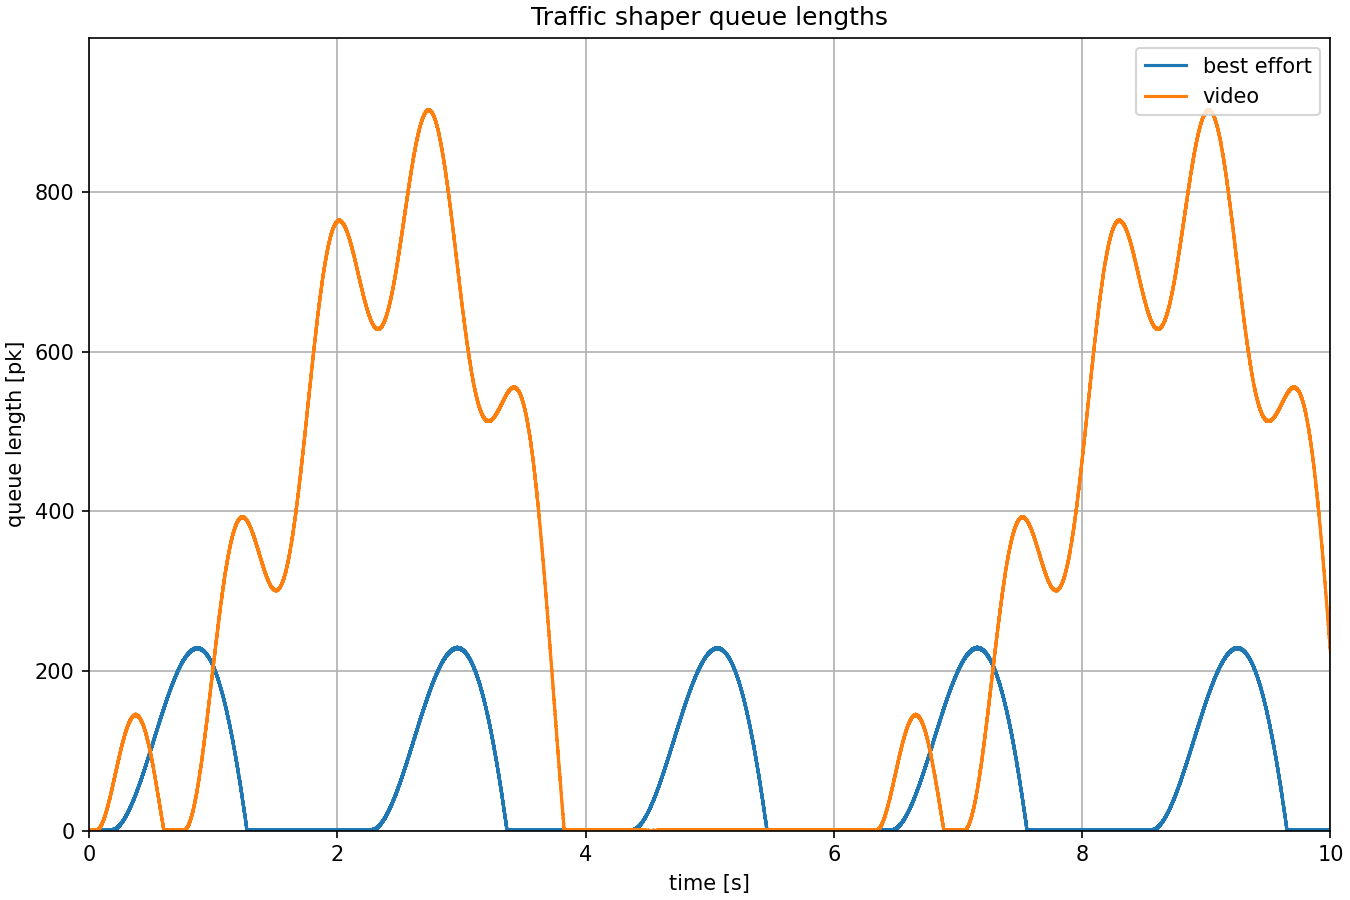 Traffic shaper queue lengths
best effort
video
queue length [pk]
800
600
400
200
0
0 2 4 6 8 10
time [s]